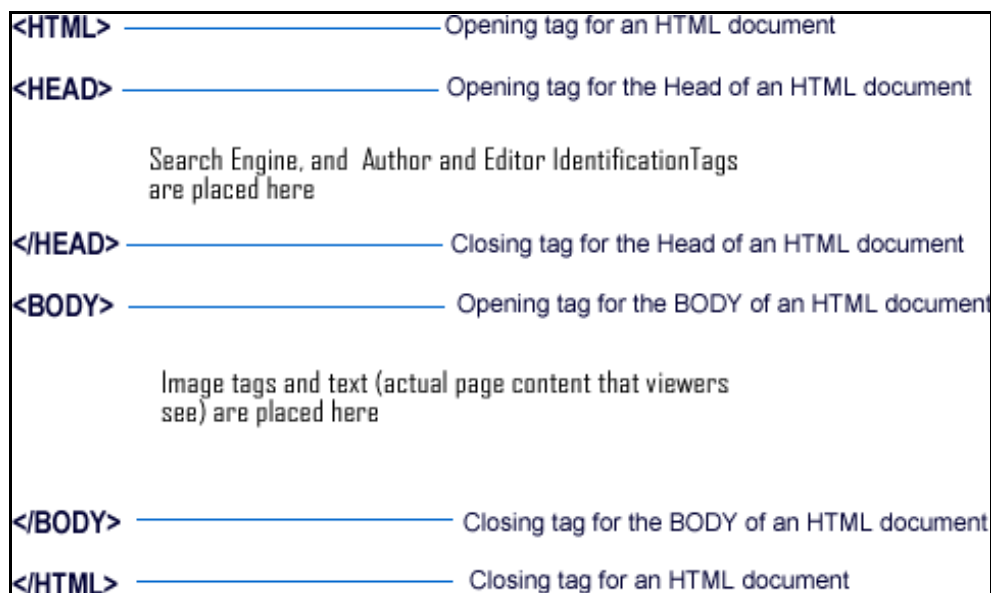 <HTML> Opening tag for an HTML document
<HEAD> Opening tag for the Head of an HTML document
Search Engine, and Author and Editor IdentificationTags
are placed here
</HEAD> Closing tag for the Head of an HTML document
<BODY> Opening tag for the BODY of an HTML document
Image tags and text (actual page content that viewers
see) are placed here
</BODY> Closing tag for the BODY of an HTML document
</HTML> Closing tag for an HTML document